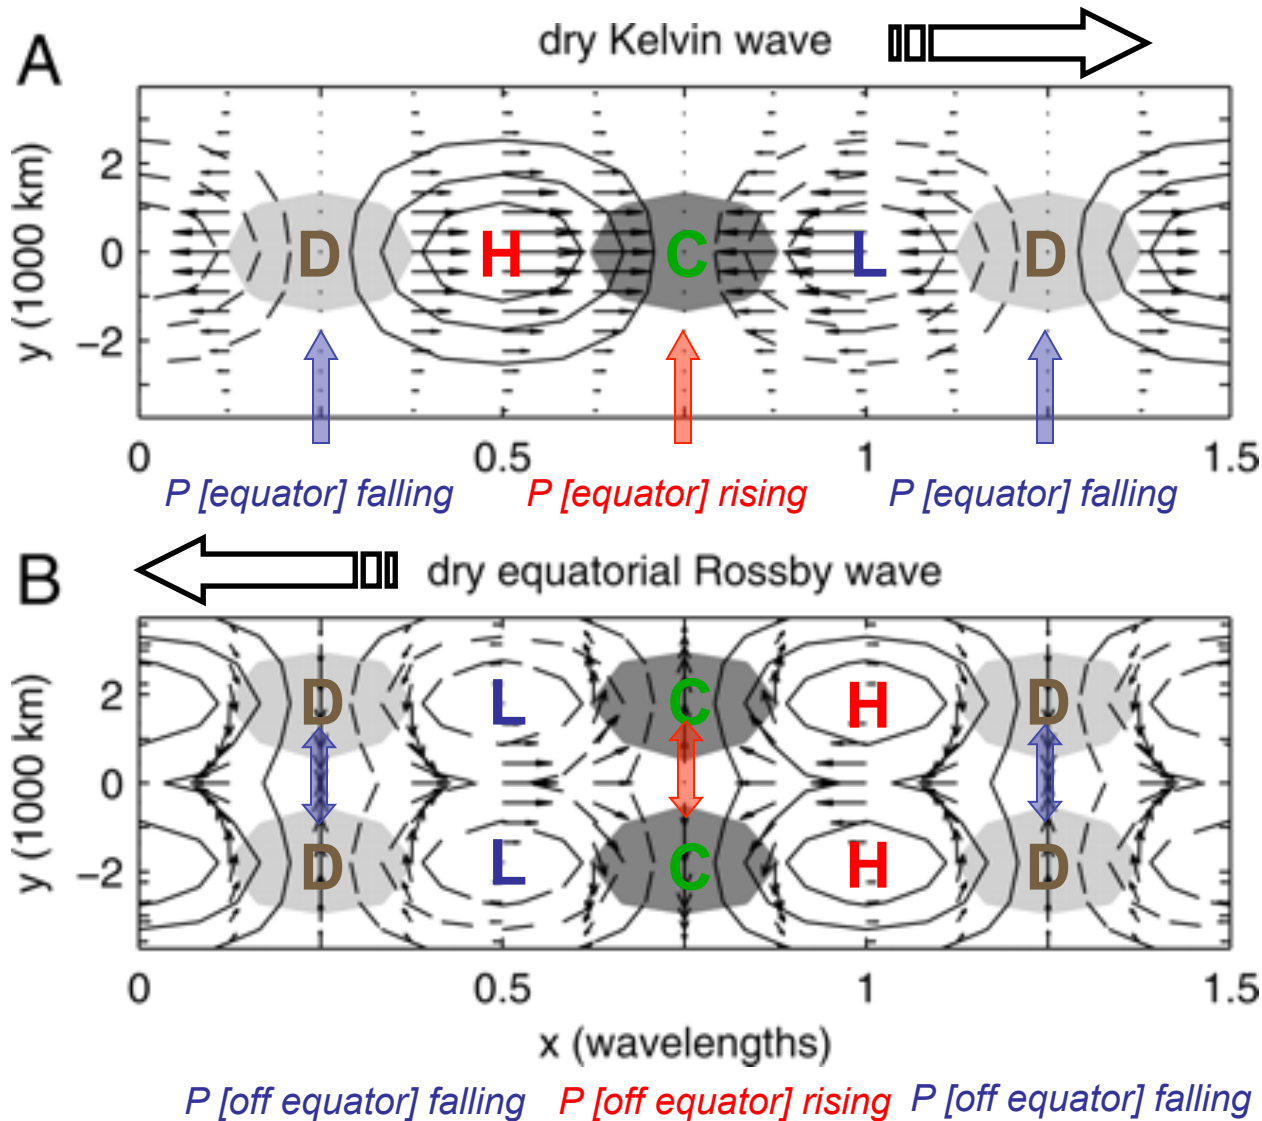 A
dry Kelvin wave
y (1000 km)
2
0
−2
D H C L D
0 0.5 1 1.5
P [equator] falling P [equator] rising P [equator] falling
B
dry equatorial Rossby wave
y (1000 km)
2
0
−2
D L C H D
D L C H D
0 0.5 1 1.5
x (wavelengths)
P [off equator] falling P [off equator] rising P [off equator] falling